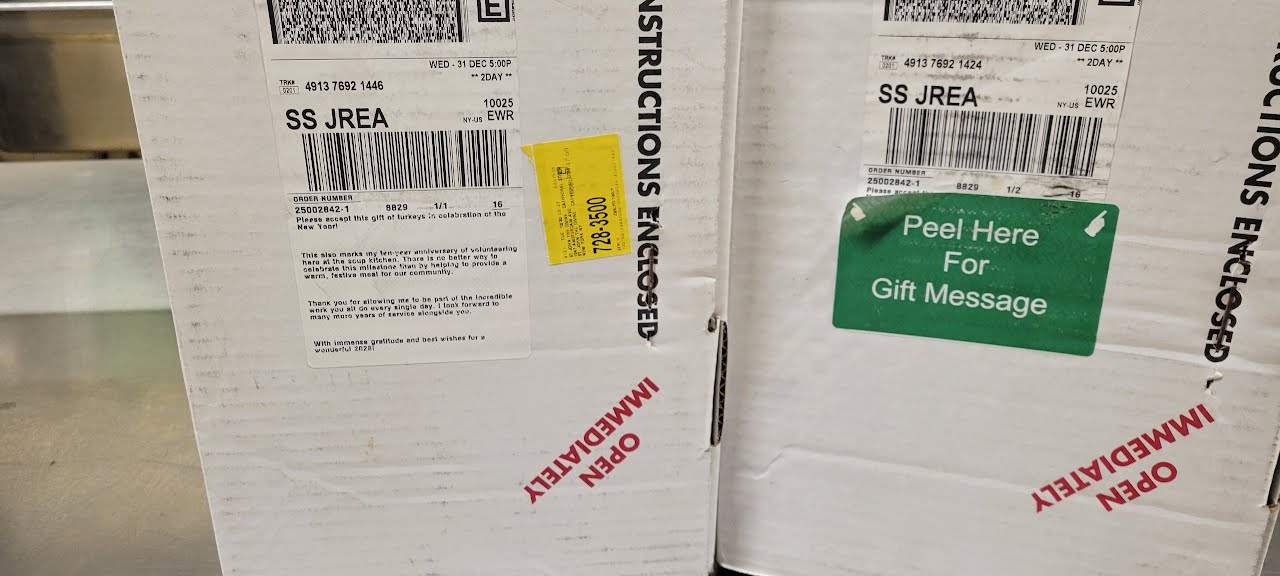 E
WED - 31 DEC 5:00P
** 2DAY **
TRK#
0201
4913 7692 1446
10025
SS JREA
NY-US EWR
ORDER NUMBER
25002842-1 8829 1/1 16
Please accept this gift of turkeys in celebration of the
New Year!
This also marks my ten-year anniversary of volunteering
here at the soup kitchen. There is no better way to
celebrate this milestone than by helping to provide a
warm, festive meal for our community.
Thank you for allowing me to be part of the incredible
work you all do every single day. I look forward to
many more years of service alongside you.
With immense gratitude and best wishes for a
wonderful 2026!
728-3500
NSTRUCTIONS ENCLOSED
OPEN
IMMEDIATELY
WED - 31 DEC 5:00P
** 2DAY **
TRK#
0201
4913 7692 1424
10025
SS JREA
NY-US EWR
ORDER NUMBER
25002842-1 8829 1/2 16
Please accept
Peel Here
For
Gift Message
UCTIONS ENCLOSED
OPEN
IMMEDIATELY